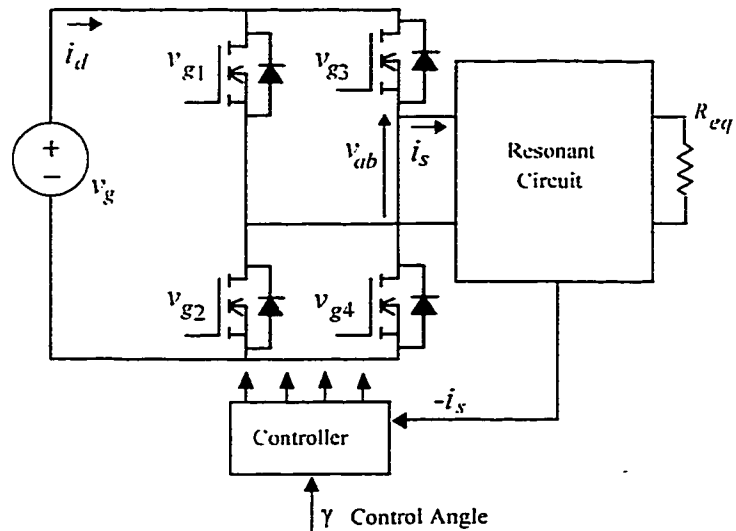 i_d
v_g1
v_g3
+
−
v_g
v_ab
i_s
Resonant
Circuit
R_eq
v_g2
v_g4
Controller
-i_s
γ Control Angle